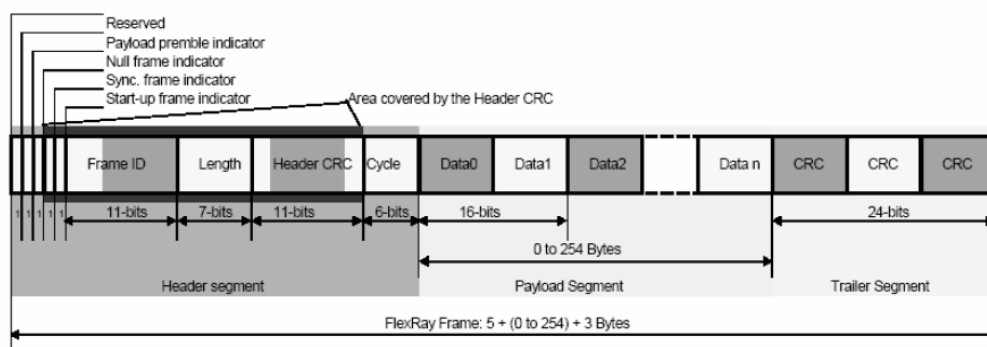 Reserved
Payload premble indicator
Null frame indicator
Sync. frame indicator
Start-up frame indicator
Area covered by the Header CRC
Frame ID Length Header CRC Cycle Data0 Data1 Data2 Data n CRC CRC CRC
1 1 1 1 1 11-bits 7-bits 11-bits 6-bits 16-bits 24-bits
0 to 254 Bytes
Header segment Payload Segment Trailer Segment
FlexRay Frame: 5 + (0 to 254) + 3 Bytes